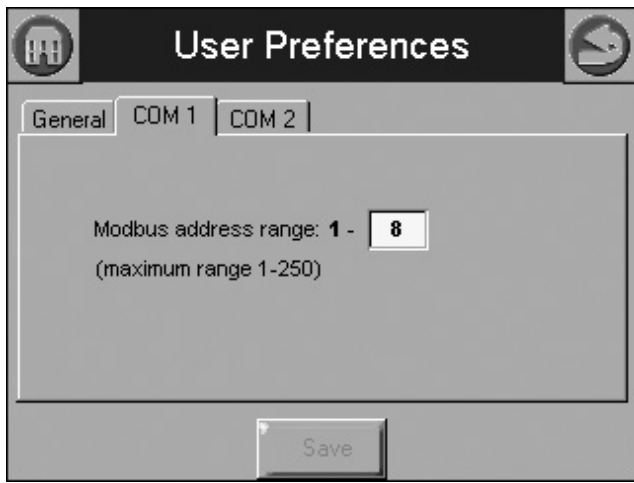 User Preferences
General COM 1 COM 2
Modbus address range: 1 - 8
(maximum range 1-250)
Save